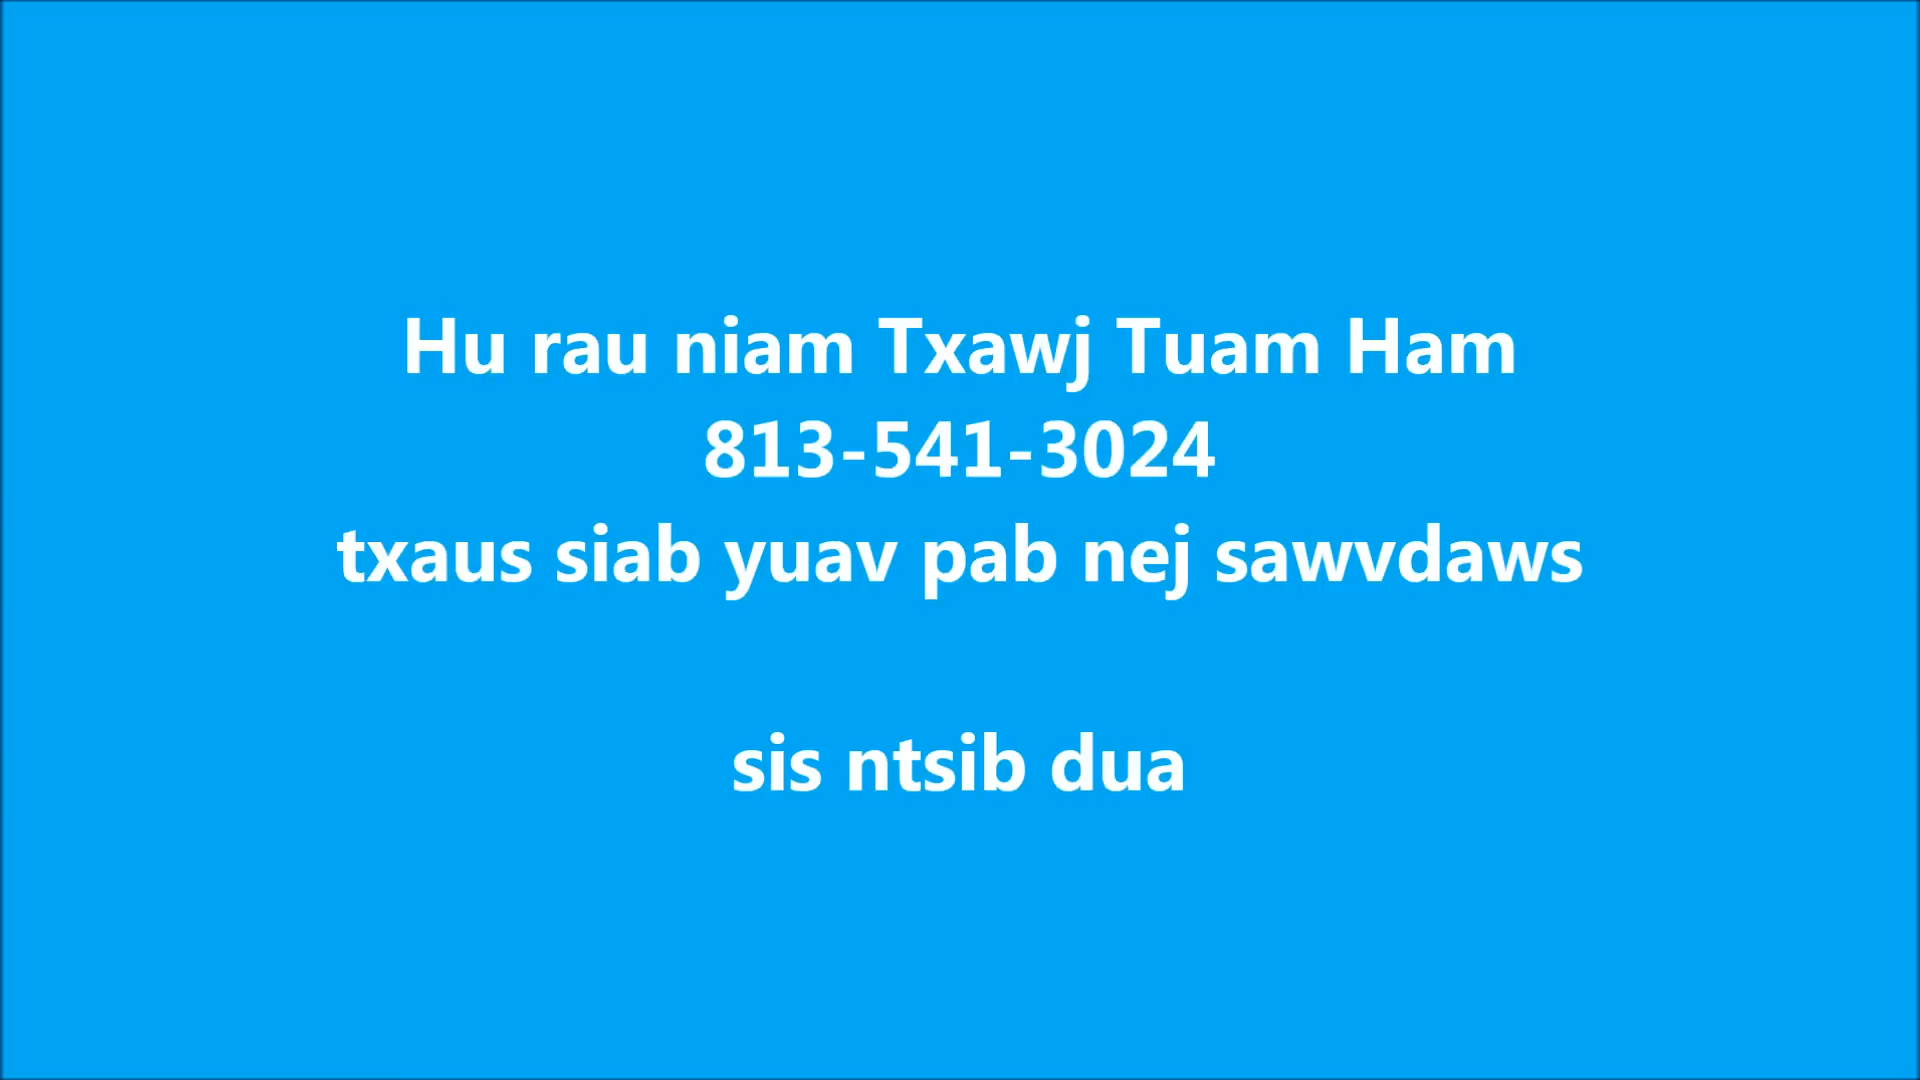 Hu rau niam Txawj Tuam Ham
813-541-3024
txaus siab yuav pab nej sawvdaws
sis ntsib dua